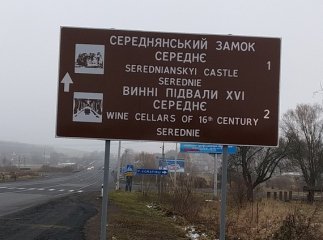 СЕРЕДНЯНСЬКИЙ ЗАМОК
СЕРЕДНЄ
SEREDNIANSKYI CASTLE
SEREDNIE
1
ВИННІ ПІДВАЛИ XVI
СЕРЕДНЄ
WINE CELLARS OF 16th CENTURY
SEREDNIE
2